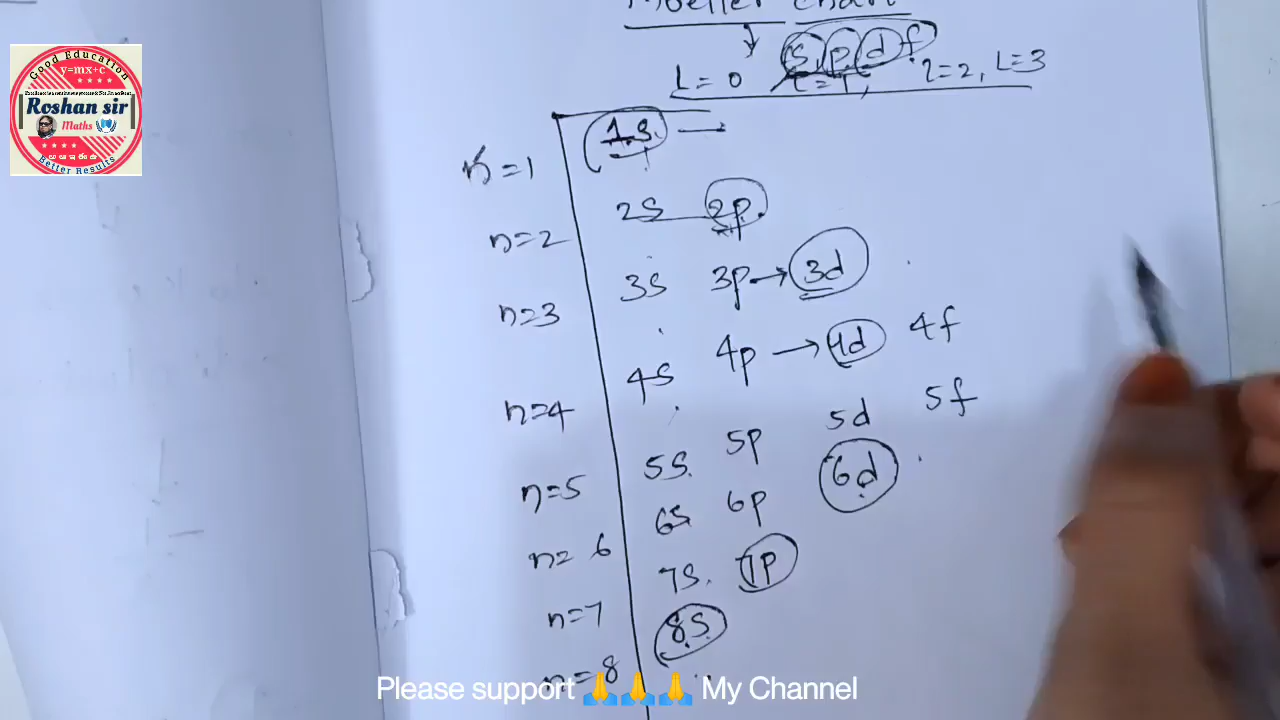 Moeller Chart
s, p, d, f
L = 0 L = 1, l = 2, L = 3
n = 1 1s. →
n = 2 2s 2p.
n = 3 3s 3p → 3d
n = 4 4s 4p → 4d 4f
n = 5 5s. 5p 5d 5f
n = 6 6s 6p 6d
n = 7 7s. 7p
n = 8 8s.
Good Education
y=mx+c
Roshan sir
Maths
Better Results
Please support 🙏🙏🙏 My Channel